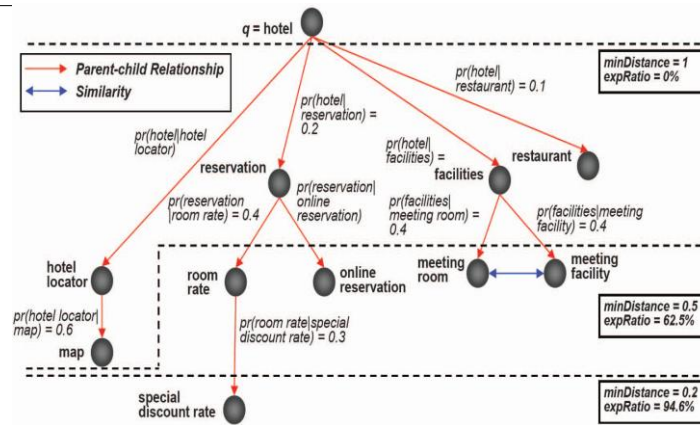 q = hotel
Parent-child Relationship
Similarity
minDistance = 1
expRatio = 0%
pr(hotel|
restaurant) = 0.1
pr(hotel|
reservation) =
0.2
pr(hotel|hotel
locator)
pr(hotel|
facilities) =
restaurant
reservation
facilities
pr(reservation
|room rate) = 0.4
pr(reservation|
online
reservation)
pr(facilities|
meeting room) =
0.4
pr(facilities|meeting
facility) = 0.4
hotel
locator
room
rate
online
reservation
meeting
room
meeting
facility
pr(hotel locator|
map) = 0.6
pr(room rate|special
discount rate) = 0.3
minDistance = 0.5
expRatio = 62.5%
map
minDistance = 0.2
expRatio = 94.6%
special
discount rate